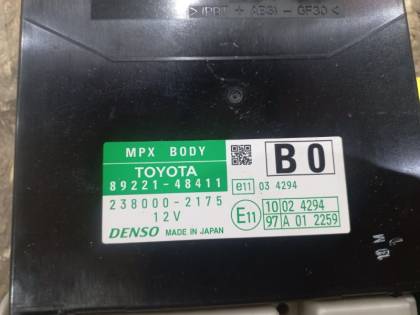 >(PBT + ABS)-GF30<
MPX BODY
TOYOTA
89221-48411
238000-2175
12V
DENSO MADE IN JAPAN
B0
e11 03 4294
E11
10 02 4294
97 A 01 2259